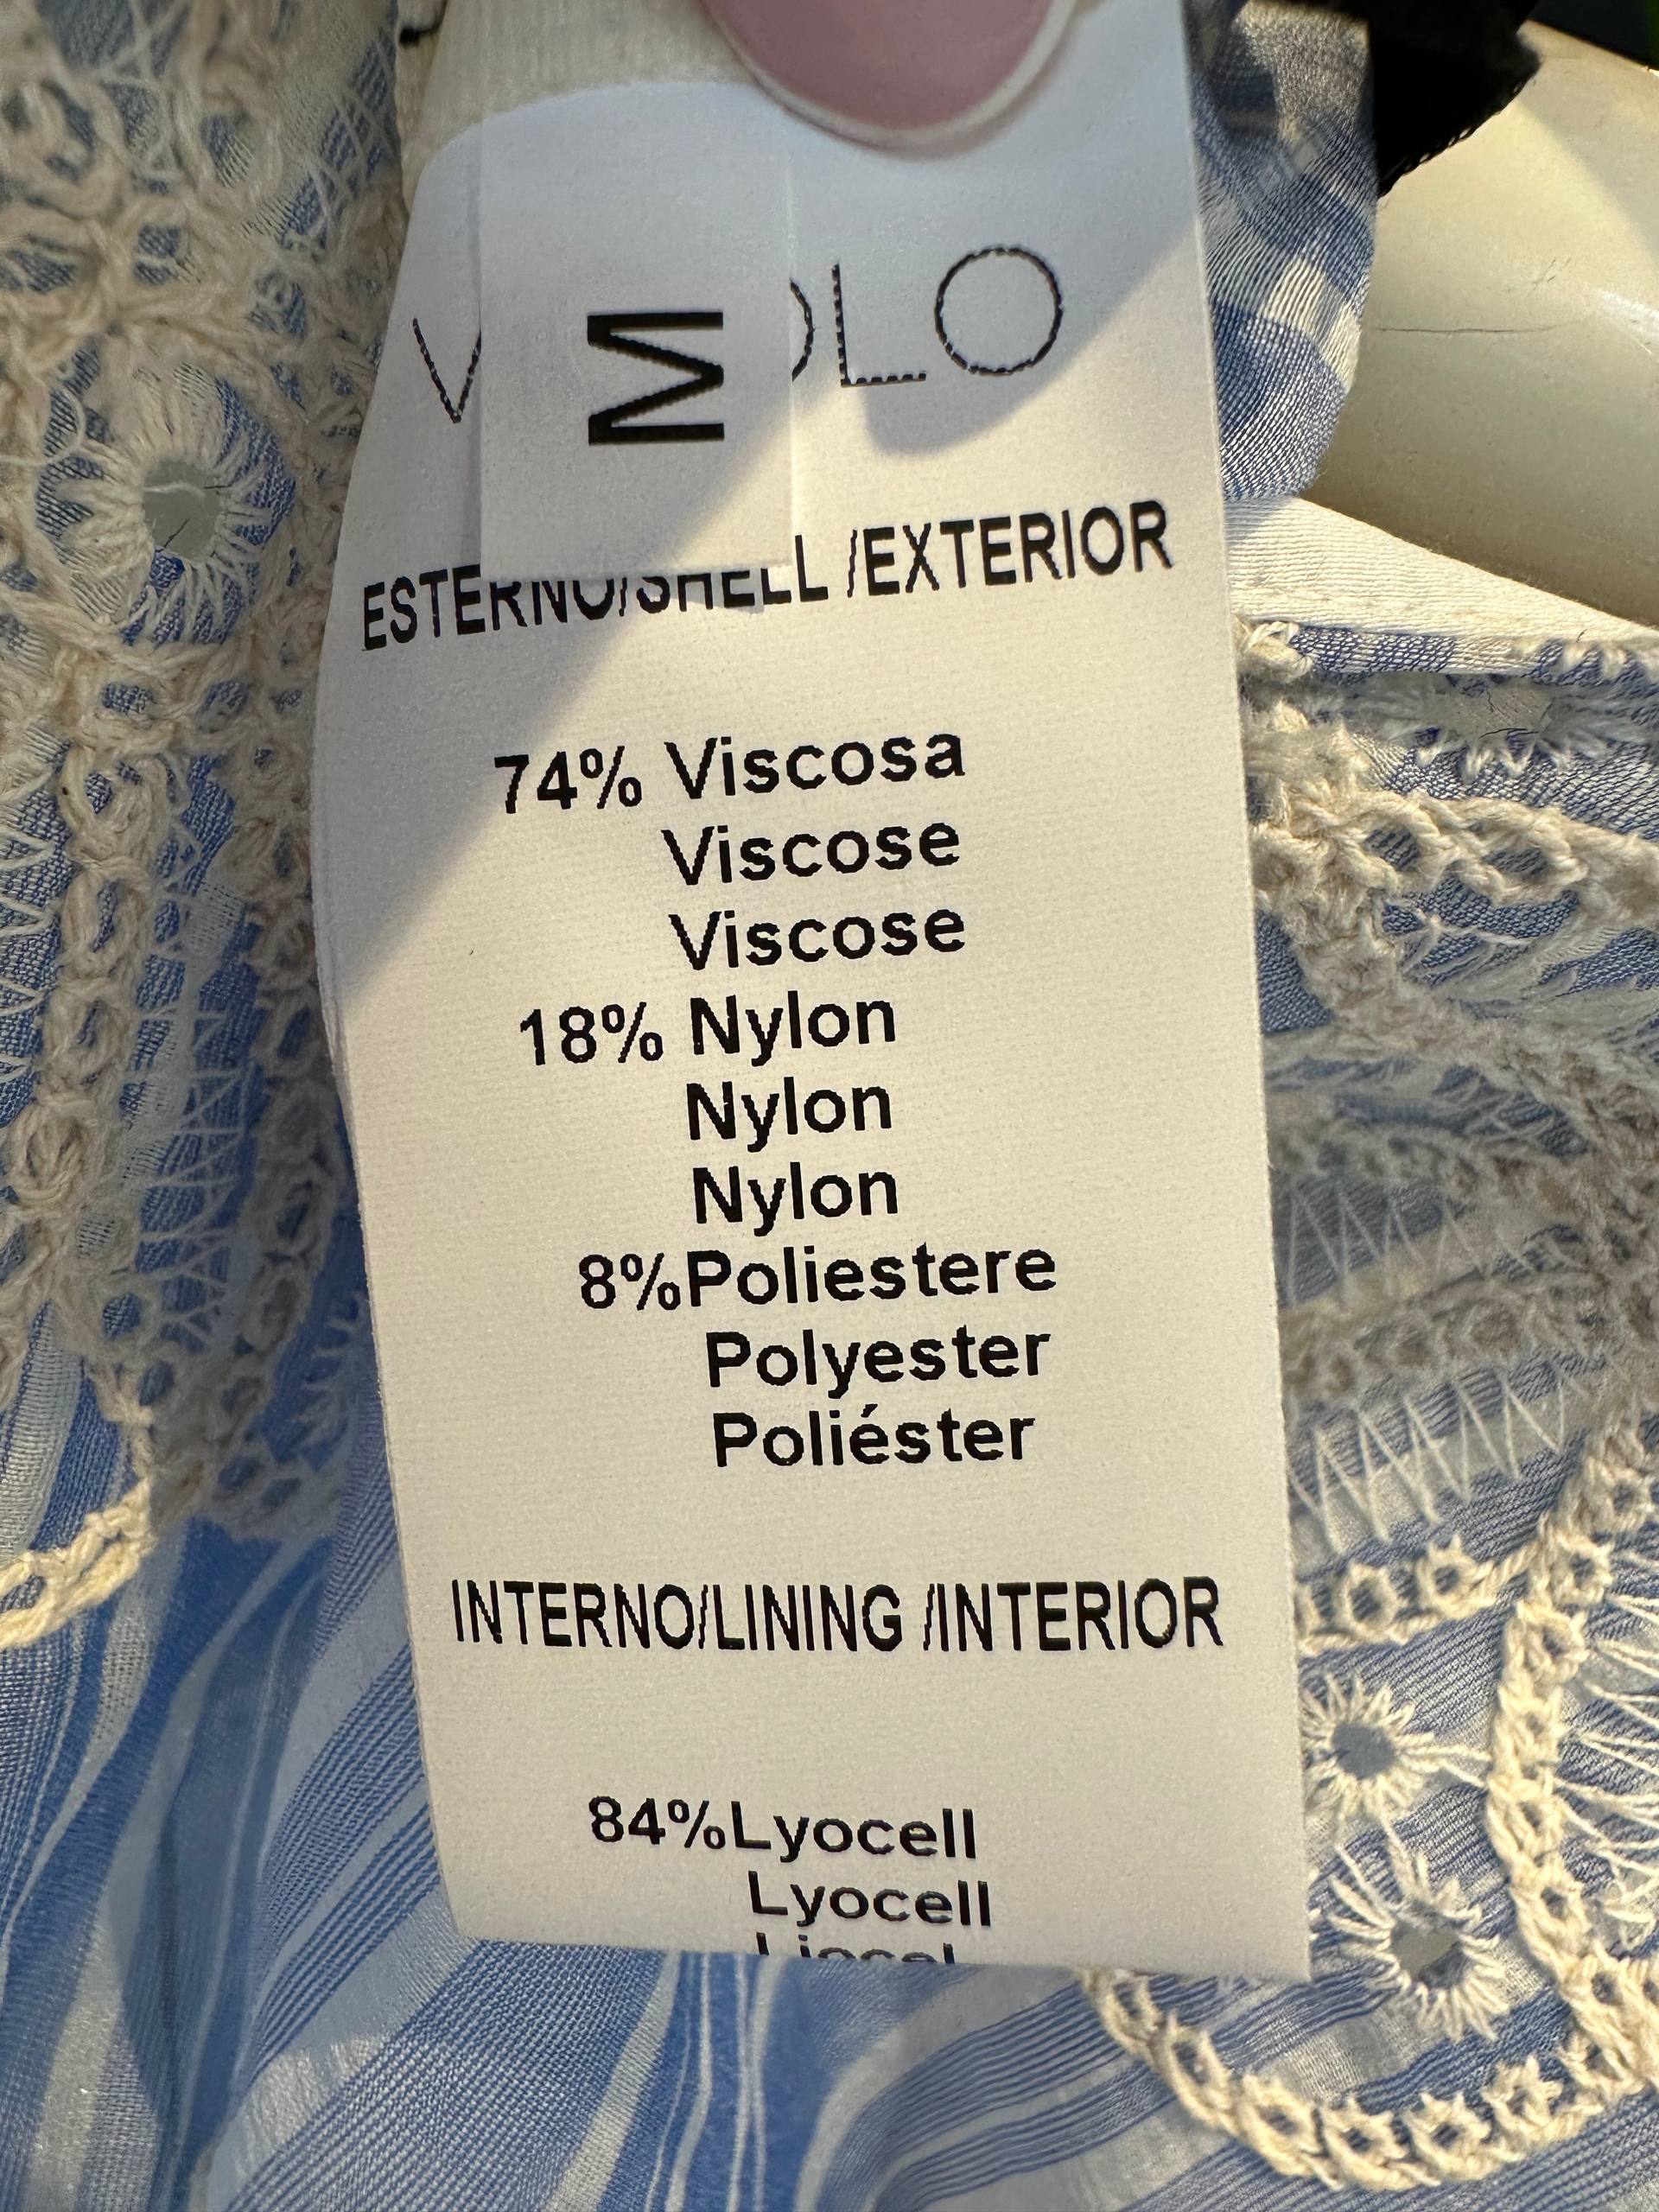 M
ESTERNO/SHELL /EXTERIOR
74% Viscosa
Viscose
Viscose
18% Nylon
Nylon
Nylon
8%Poliestere
Polyester
Poliéster
INTERNO/LINING /INTERIOR
84%Lyocell
Lyocell